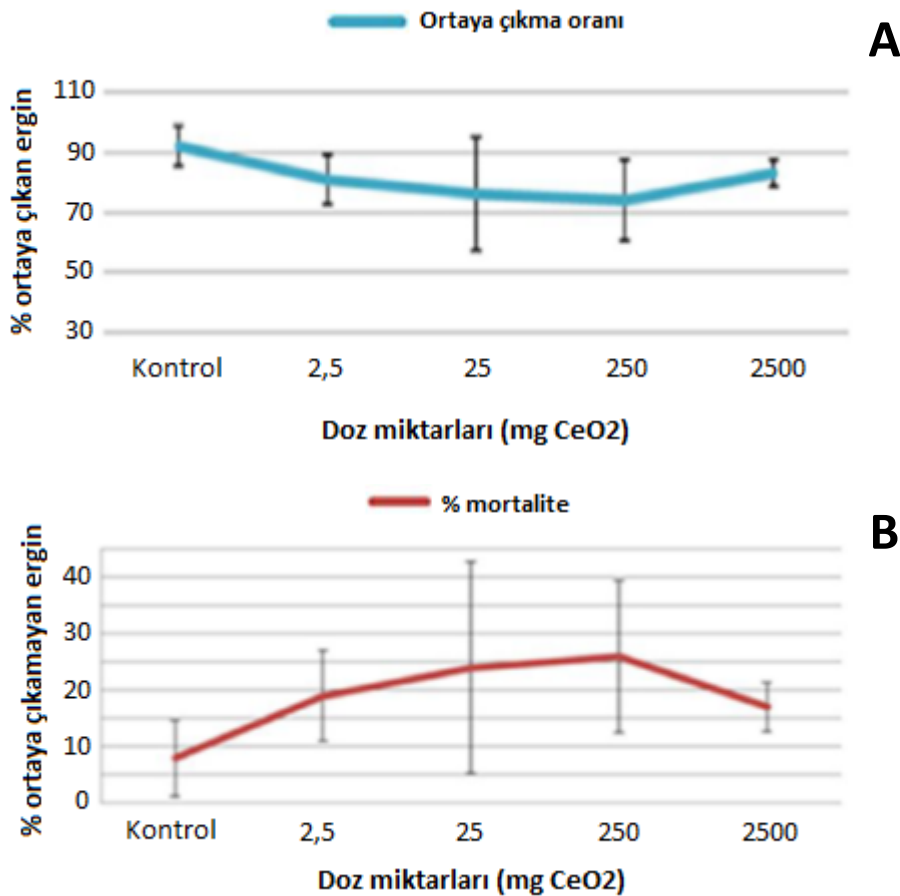 Ortaya çıkma oranı
A
% ortaya çıkan ergin
110
90
70
50
30
Kontrol 2,5 25 250 2500
Doz miktarları (mg CeO2)
% mortalite
B
% ortaya çıkamayan ergin
40
30
20
10
0
Kontrol 2,5 25 250 2500
Doz miktarları (mg CeO2)